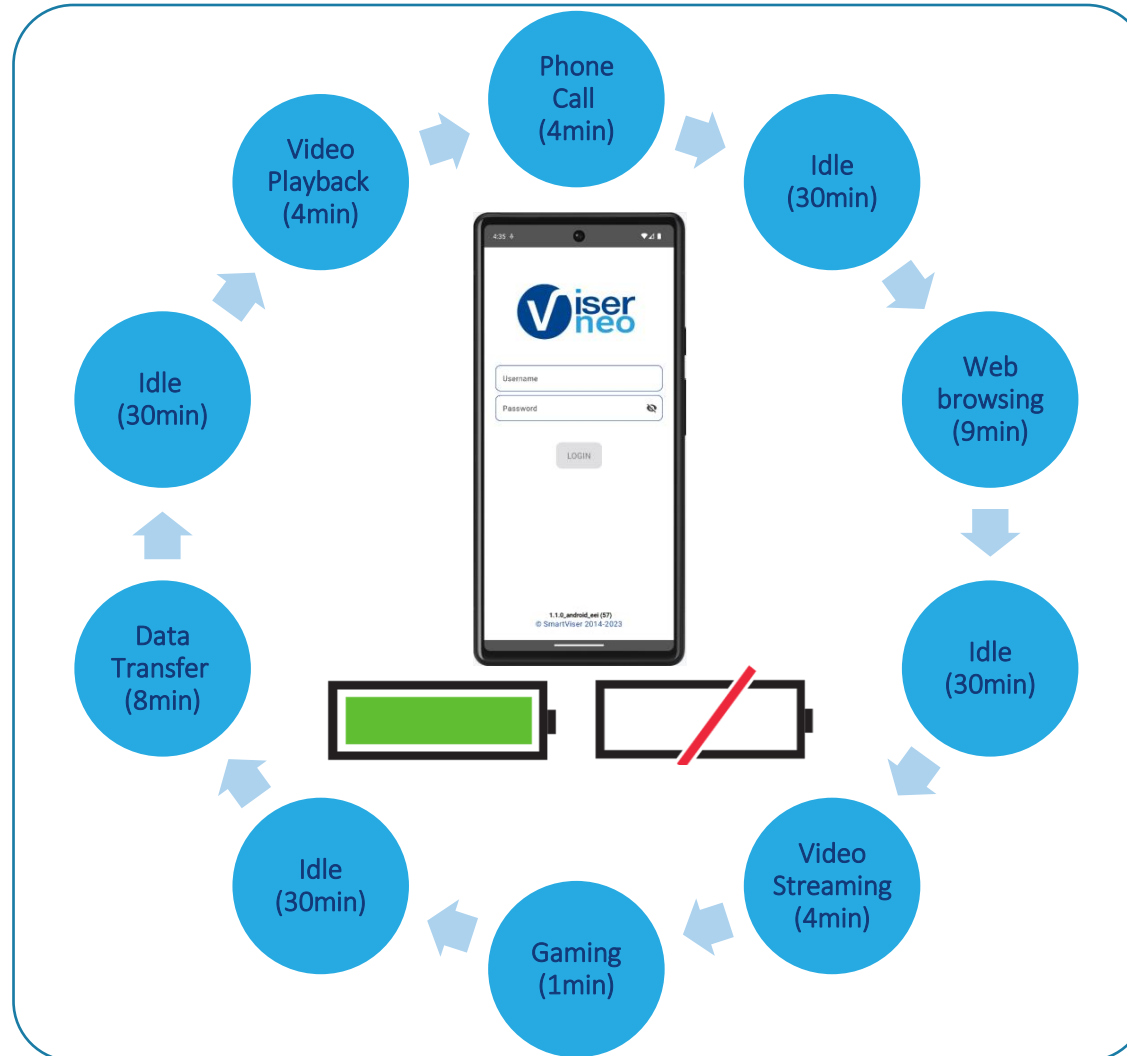 Phone
Call
(4min)
Idle
(30min)
Web
browsing
(9min)
Idle
(30min)
Video
Streaming
(4min)
Gaming
(1min)
Idle
(30min)
Data
Transfer
(8min)
Idle
(30min)
Video
Playback
(4min)
4:35
Viser
neo
Username
Password
LOGIN
1.1.0_android_eei (57)
© SmartViser 2014-2023